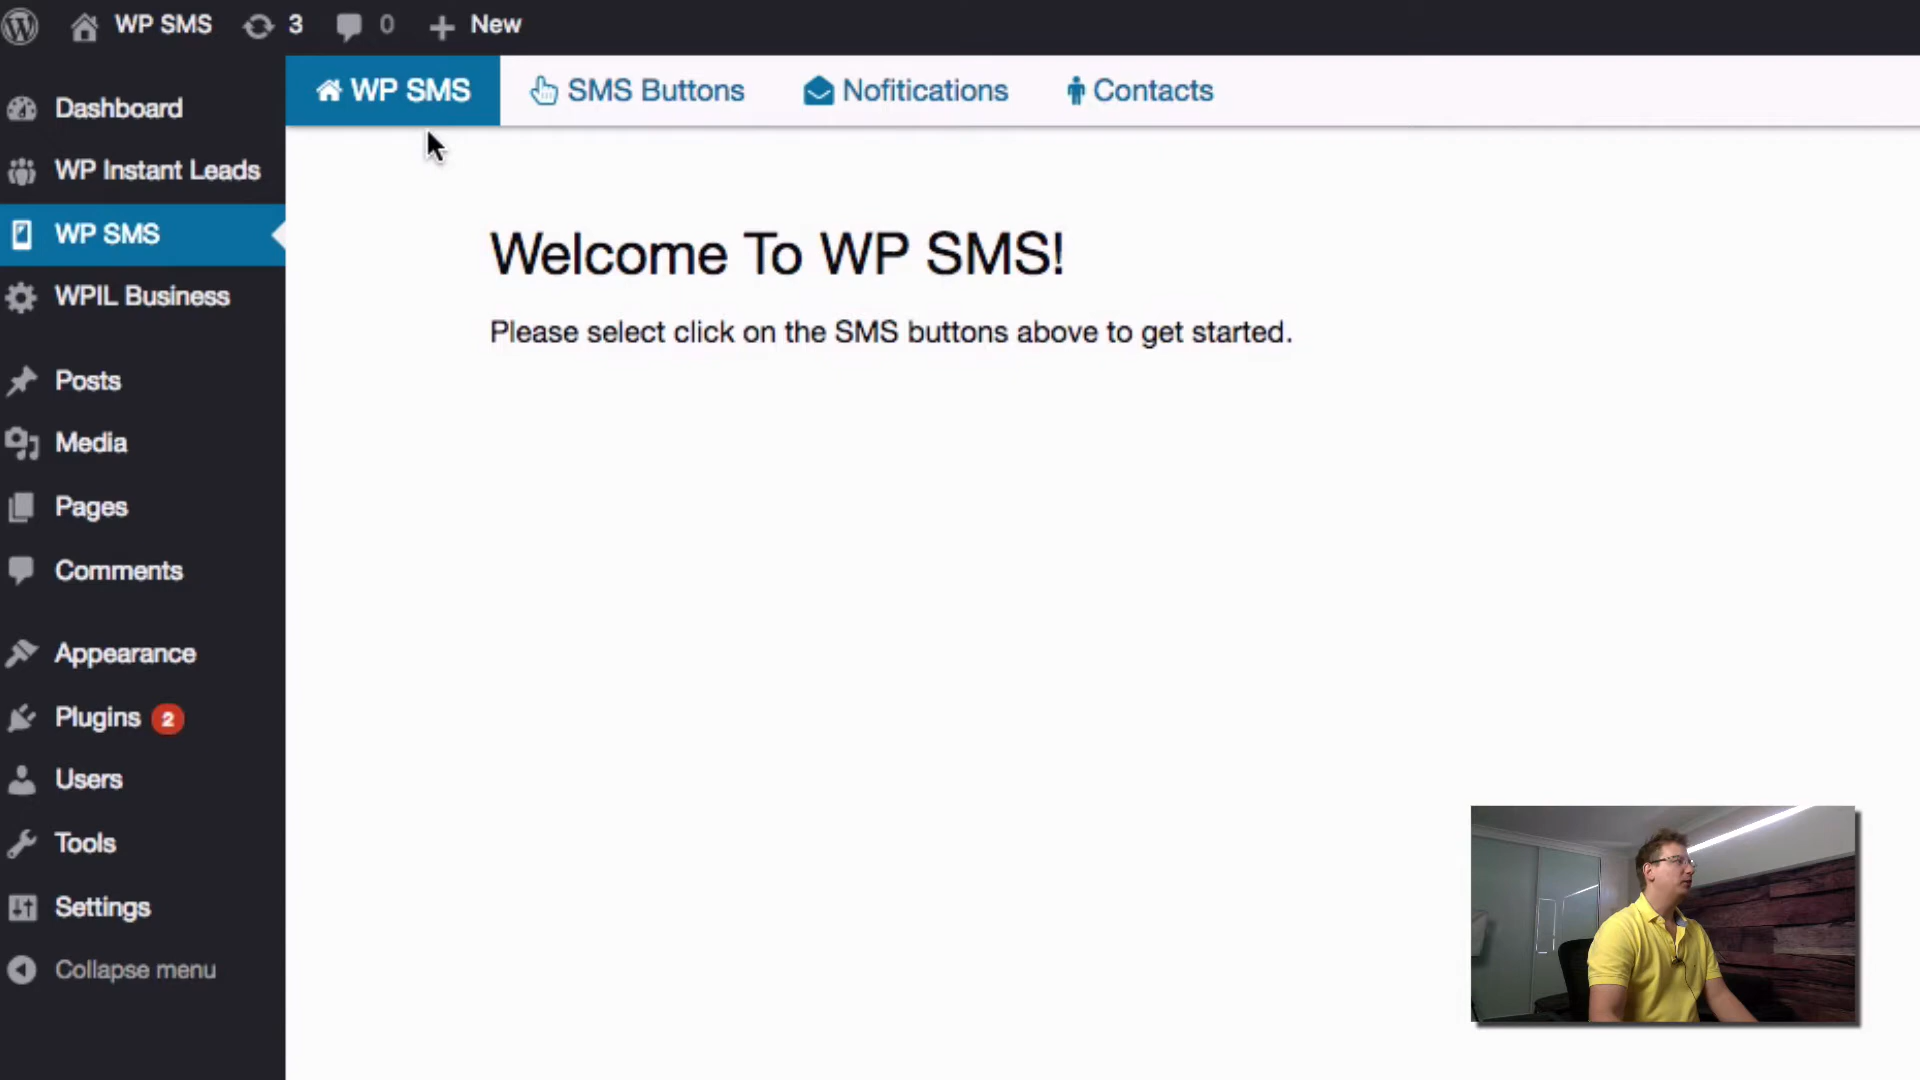 WP SMS 3 0 New
WP SMS SMS Buttons Nofitications Contacts
Dashboard
WP Instant Leads
WP SMS
WPIL Business
Posts
Media
Pages
Comments
Appearance
Plugins 2
Users
Tools
Settings
Collapse menu
Welcome To WP SMS!
Please select click on the SMS buttons above to get started.